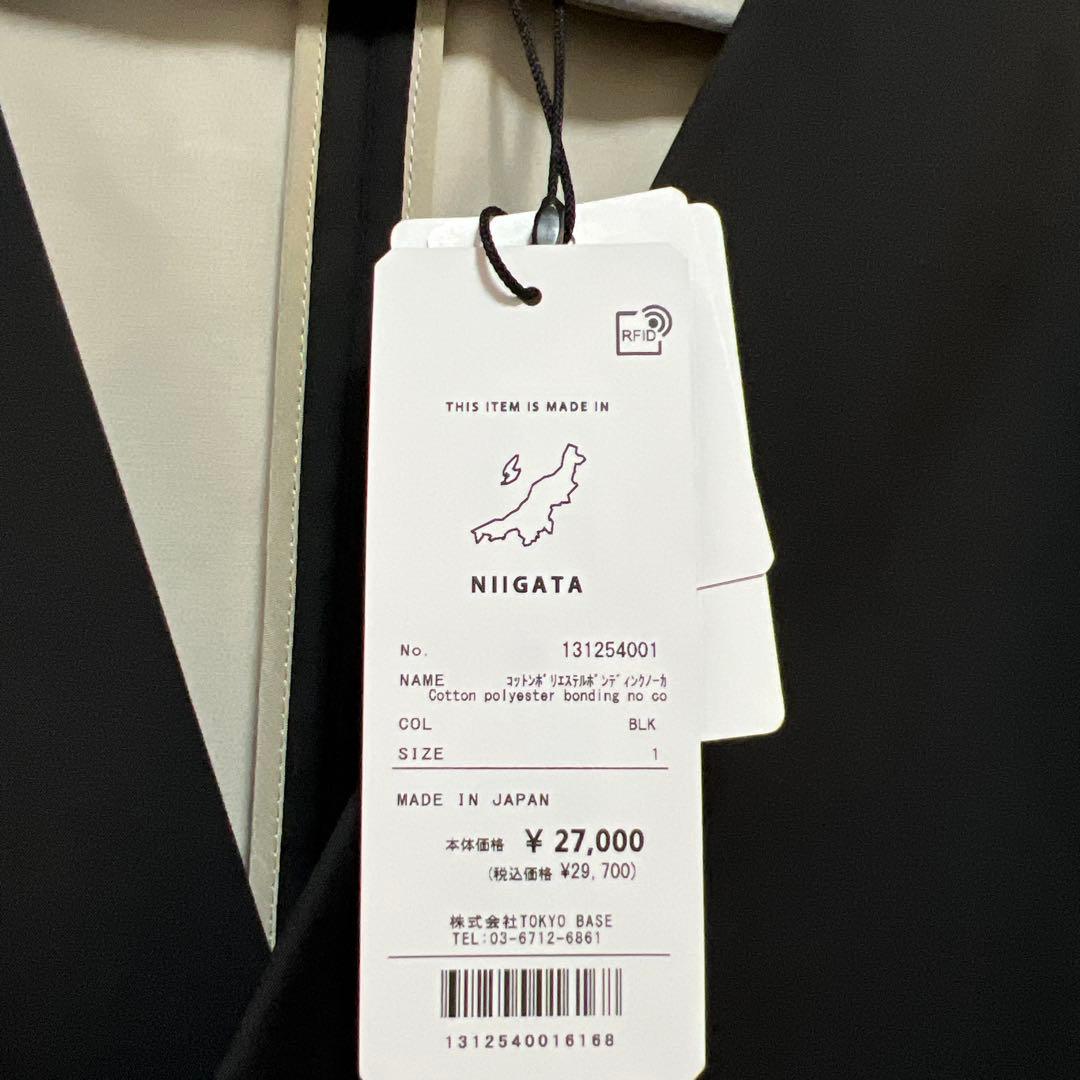 RFID
THIS ITEM IS MADE IN
NIIGATA
No. 131254001
NAME ｺｯﾄﾝﾎﾟﾘｴｽﾃﾙﾎﾞﾝﾃﾞｨﾝｸﾞﾉｰｶ
Cotton polyester bonding no co
COL BLK
SIZE 1
MADE IN JAPAN
本体価格 ¥ 27,000
(税込価格 ¥29,700)
株式会社TOKYO BASE
TEL:03-6712-6861
1312540016168